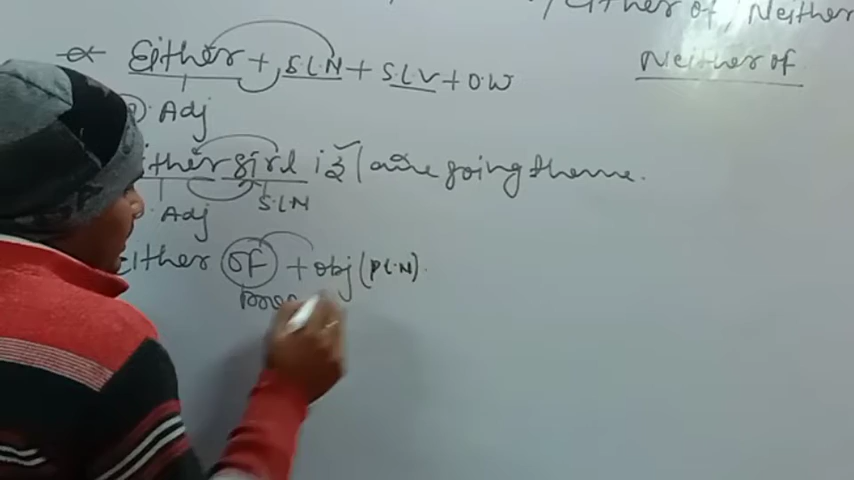 / Either of, Neither
Either + S.L.N + S.L.V + O.W
Neither of
Adj
Either girl is / are going there.
Adj S.L.N
Either of + obj (PL.N)